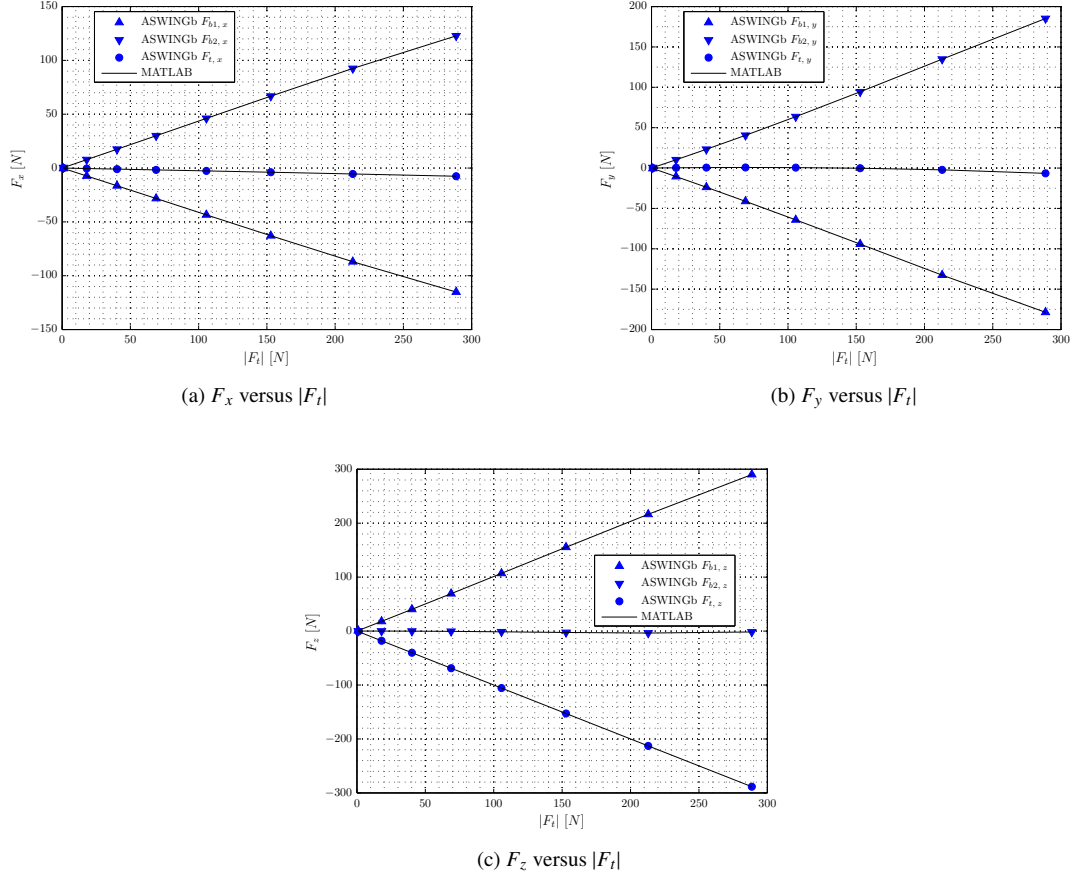 150
100
50
0
−50
−100
−150
0 50 100 150 200 250 300
F_x [N]
|F_t| [N]
ASWINGb F_{b1, x}
ASWINGb F_{b2, x}
ASWINGb F_{t, x}
MATLAB
(a) F_x versus |F_t|
200
150
100
50
0
−50
−100
−150
−200
0 50 100 150 200 250 300
F_y [N]
|F_t| [N]
ASWINGb F_{b1, y}
ASWINGb F_{b2, y}
ASWINGb F_{t, y}
MATLAB
(b) F_y versus |F_t|
300
200
100
0
−100
−200
−300
0 50 100 150 200 250 300
F_z [N]
|F_t| [N]
ASWINGb F_{b1, z}
ASWINGb F_{b2, z}
ASWINGb F_{t, z}
MATLAB
(c) F_z versus |F_t|